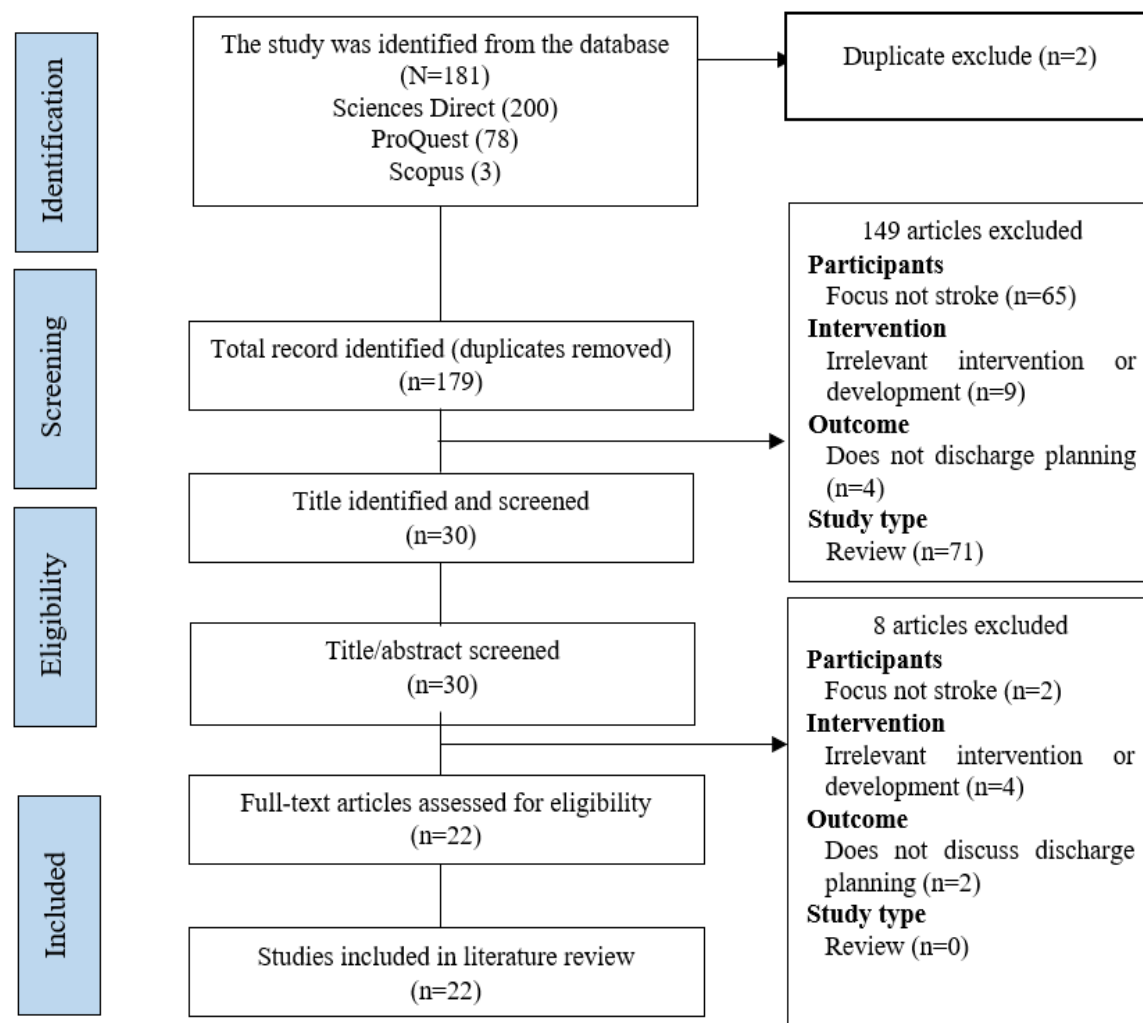 Identification
The study was identified from the database
(N=181)
Sciences Direct (200)
ProQuest (78)
Scopus (3)
Duplicate exclude (n=2)
Screening
Total record identified (duplicates removed)
(n=179)
149 articles excluded
Participants
Focus not stroke (n=65)
Intervention
Irrelevant intervention or
development (n=9)
Outcome
Does not discharge planning
(n=4)
Study type
Review (n=71)
Title identified and screened
(n=30)
Eligibility
Title/abstract screened
(n=30)
8 articles excluded
Participants
Focus not stroke (n=2)
Intervention
Irrelevant intervention or
development (n=4)
Outcome
Does not discuss discharge
planning (n=2)
Study type
Review (n=0)
Full-text articles assessed for eligibility
(n=22)
Included
Studies included in literature review
(n=22)